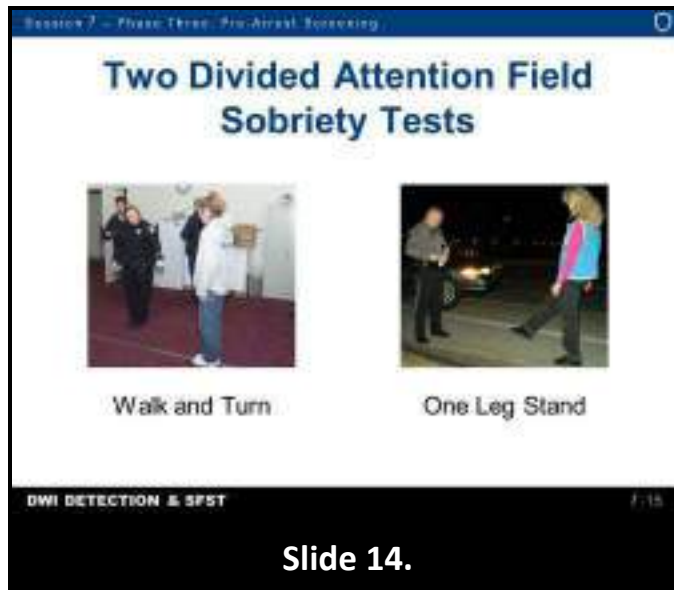 Session 7 – Phase Three: Pre-Arrest Screening
Two Divided Attention Field
Sobriety Tests
Walk and Turn
One Leg Stand
DWI DETECTION & SFST
7-15
Slide 14.